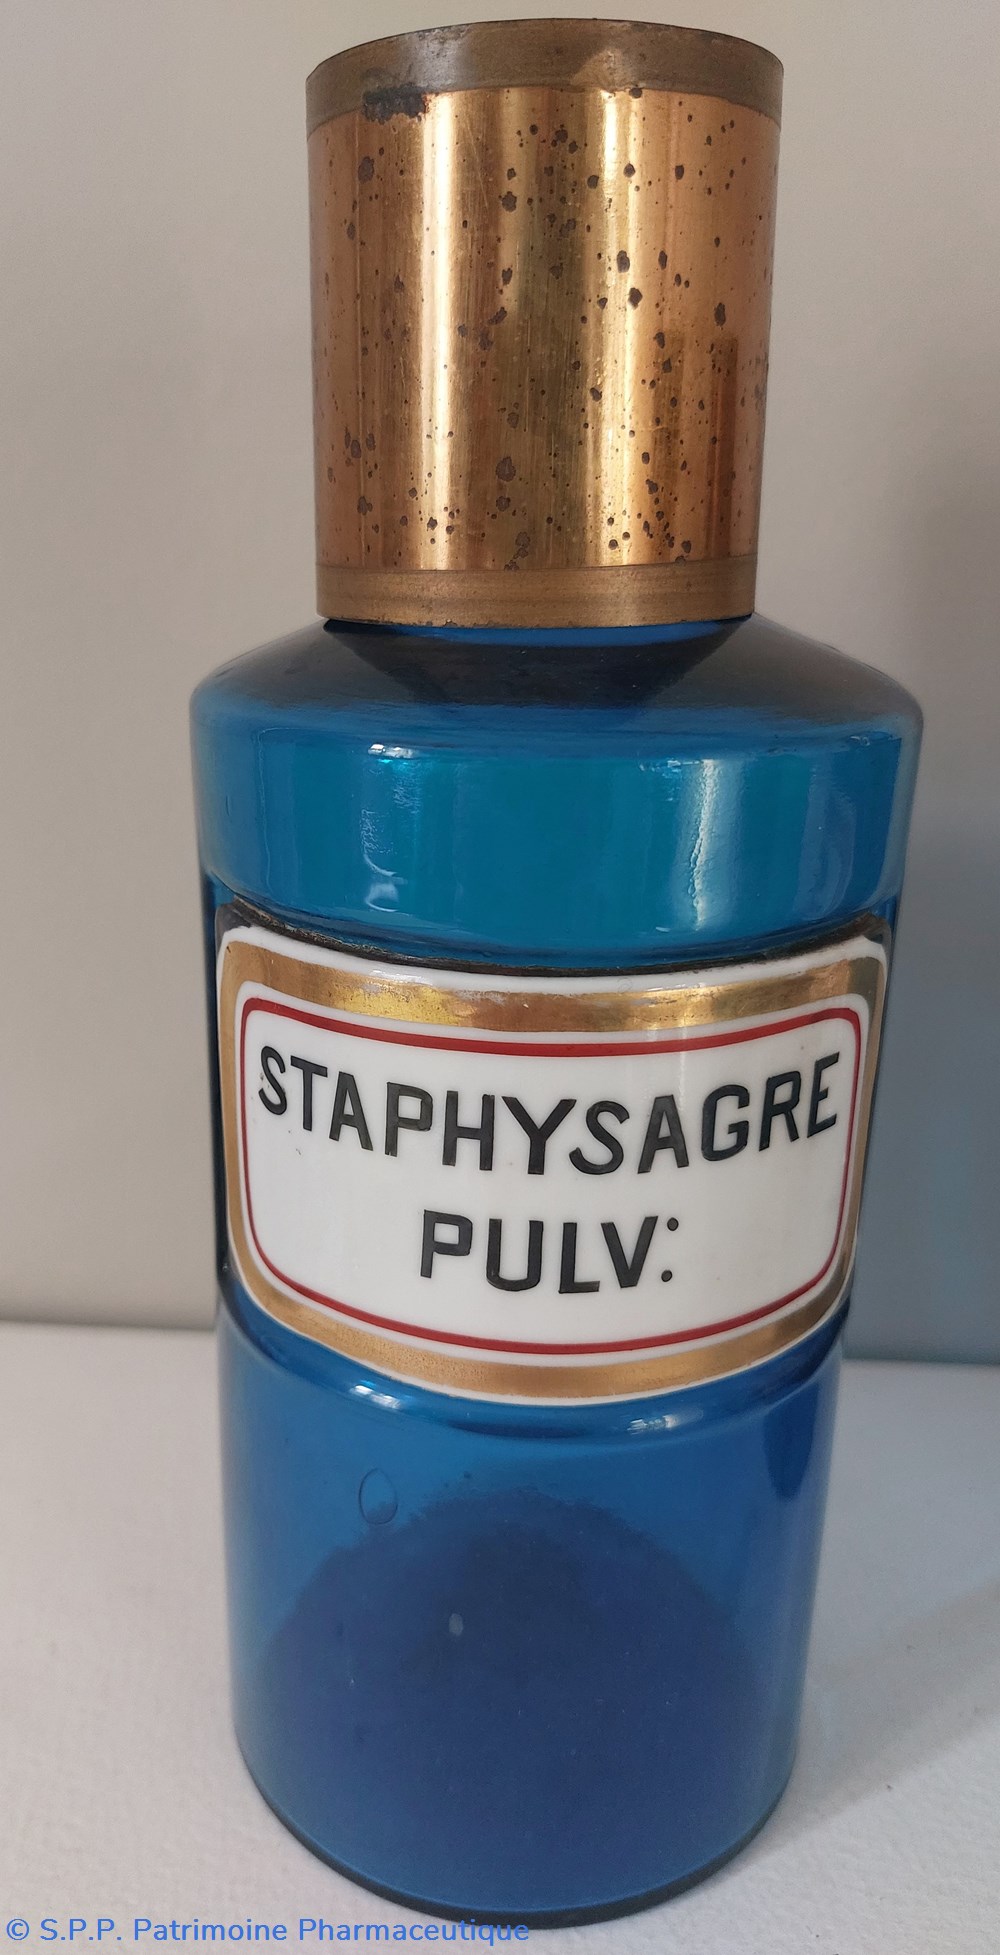 STAPHYSAGRE
PULV:
© S.P.P. Patrimoine Pharmaceutique